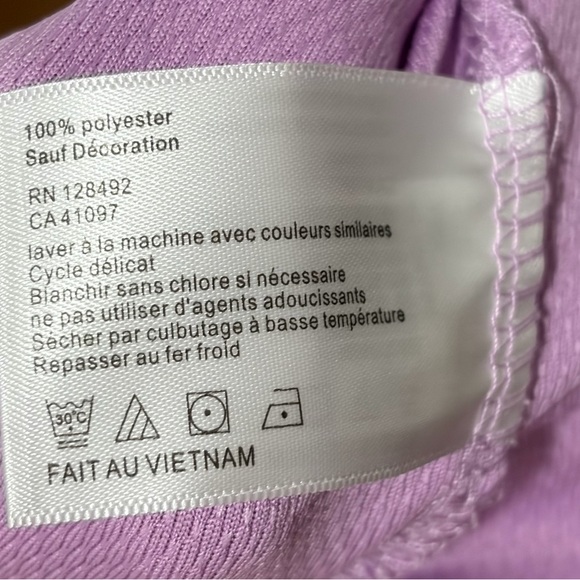 100% polyester
Sauf Décoration
RN 128492
CA 41097
laver à la machine avec couleurs similaires
Cycle délicat
Blanchir sans chlore si nécessaire
ne pas utiliser d'agents adoucissants
Sécher par culbutage à basse température
Repasser au fer froid
30°C
FAIT AU VIETNAM